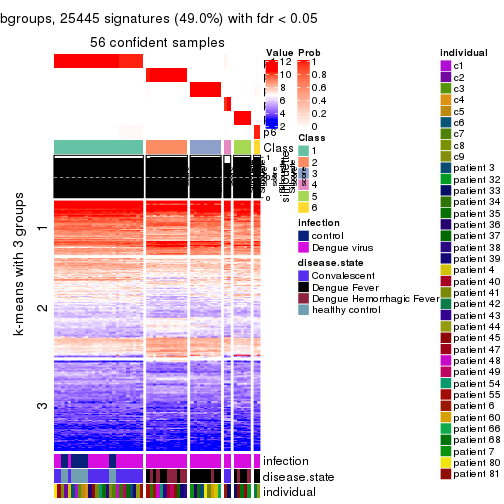 bgroups, 25445 signatures (49.0%) with fdr < 0.05
56 confident samples
Value
12
10
8
6
4
2
Prob
1
0.8
0.6
0.4
0.2
0
p6
Class
1
0.5
0
silhouette
k-means with 3 groups
1
2
3
Class
1
2
3
4
5
6
infection
control
Dengue virus
disease.state
Convalescent
Dengue Fever
Dengue Hemorrhagic Fever
healthy control
infection
disease.state
individual
individual
c1
c2
c3
c4
c5
c6
c7
c8
c9
patient 3
patient 32
patient 33
patient 34
patient 35
patient 36
patient 37
patient 38
patient 39
patient 4
patient 40
patient 41
patient 42
patient 43
patient 44
patient 45
patient 47
patient 48
patient 49
patient 54
patient 55
patient 6
patient 60
patient 66
patient 68
patient 7
patient 80
patient 81